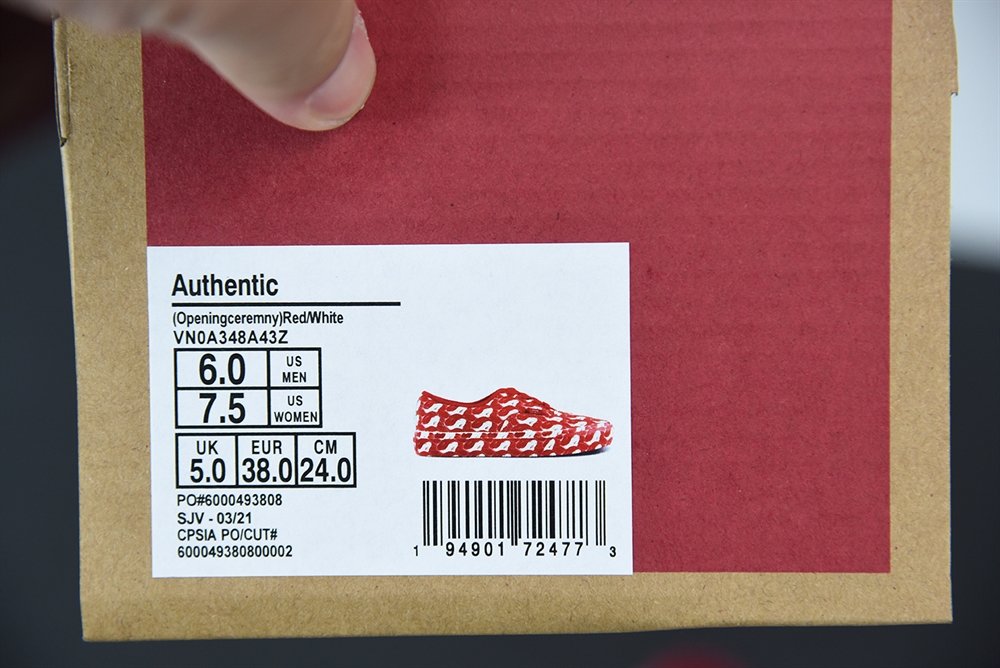 Authentic
(Openingceremny)Red/White
VN0A348A43Z
6.0 US MEN
7.5 US WOMEN
UK EUR CM
5.0 38.0 24.0
PO#6000493808
SJV - 03/21
CPSIA PO/CUT#
600049380800002
1 94901 72477 3